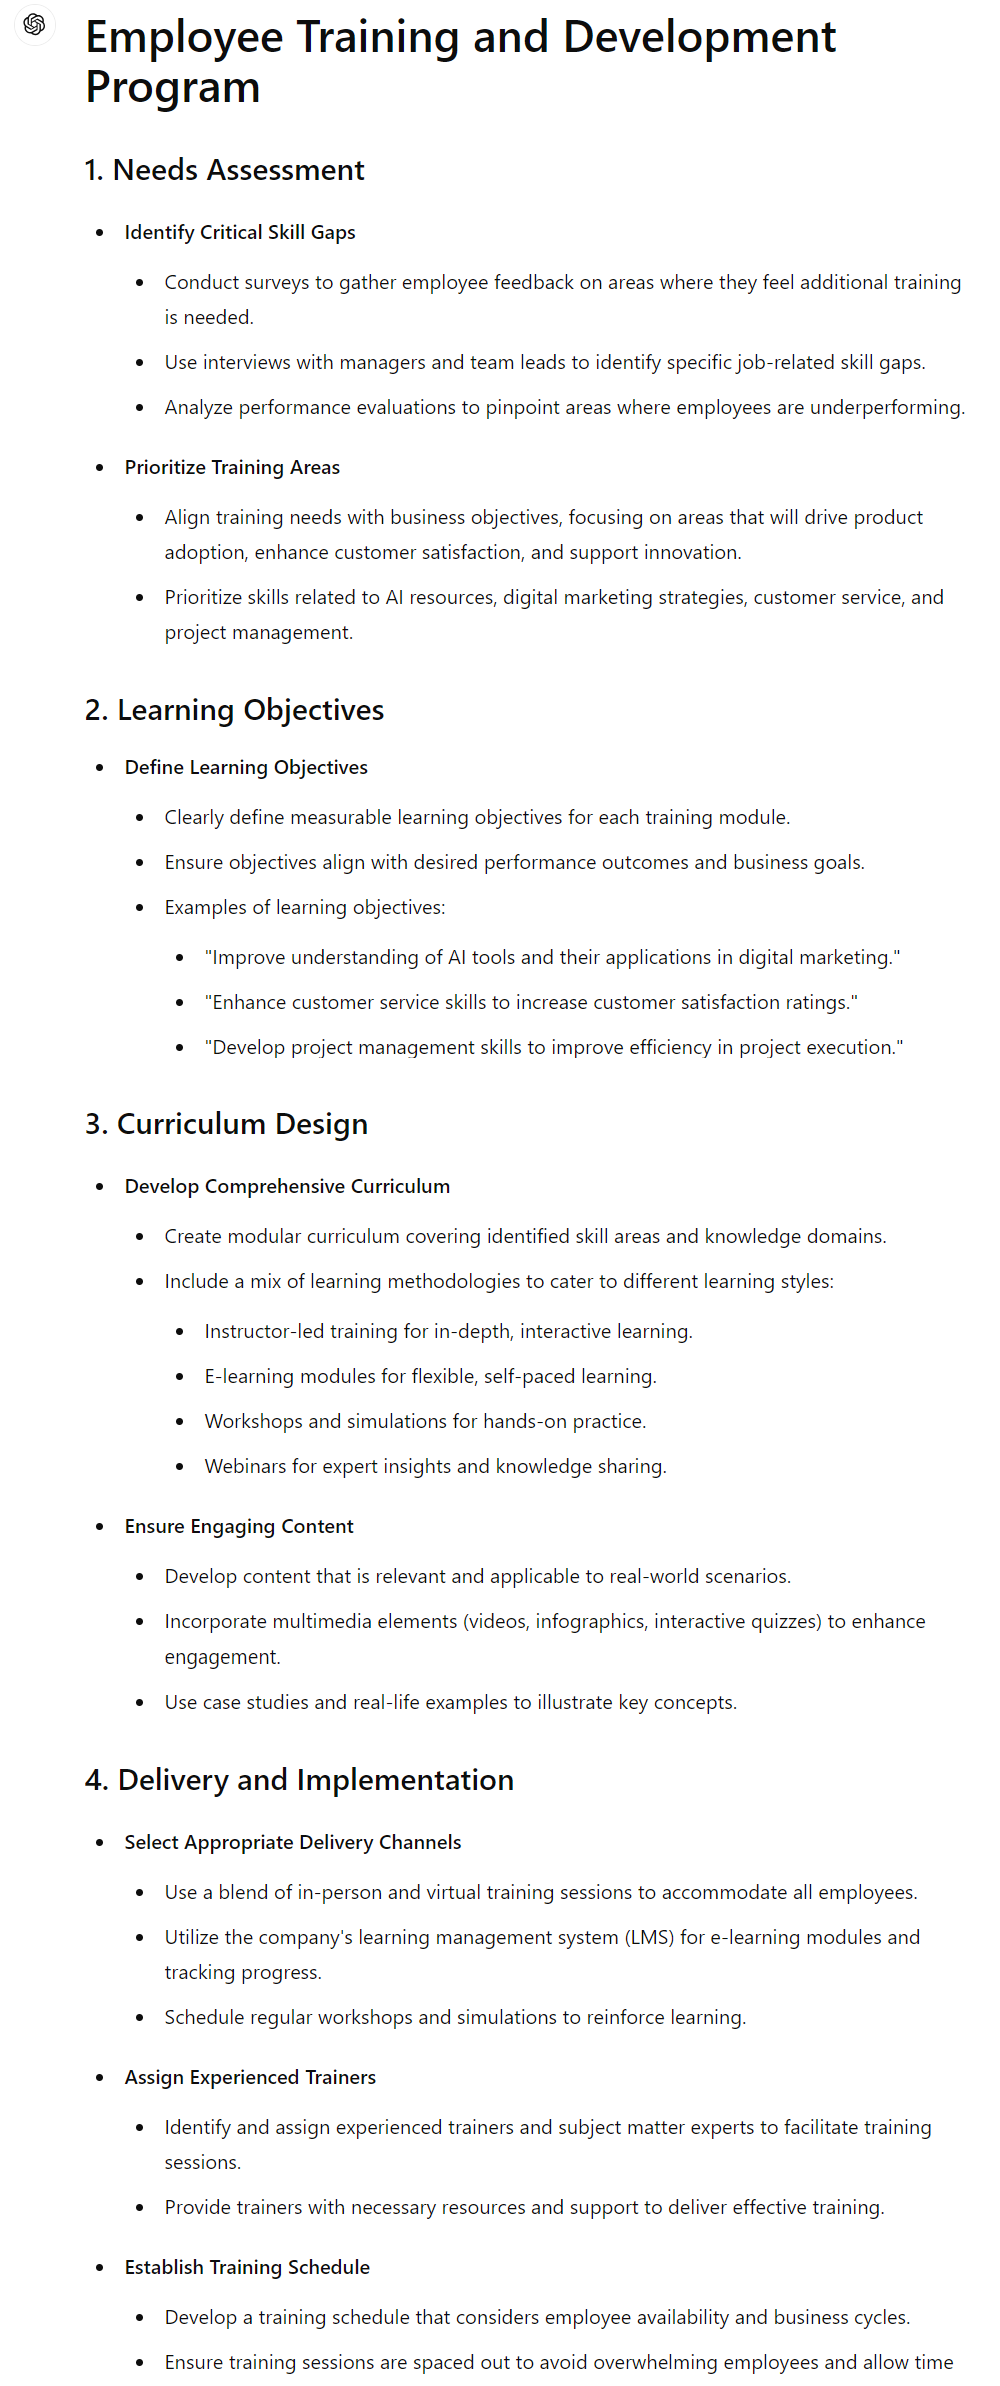 Employee Training and Development
Program
1. Needs Assessment
• Identify Critical Skill Gaps
• Conduct surveys to gather employee feedback on areas where they feel additional training
is needed.
• Use interviews with managers and team leads to identify specific job-related skill gaps.
• Analyze performance evaluations to pinpoint areas where employees are underperforming.
• Prioritize Training Areas
• Align training needs with business objectives, focusing on areas that will drive product
adoption, enhance customer satisfaction, and support innovation.
• Prioritize skills related to AI resources, digital marketing strategies, customer service, and
project management.
2. Learning Objectives
• Define Learning Objectives
• Clearly define measurable learning objectives for each training module.
• Ensure objectives align with desired performance outcomes and business goals.
• Examples of learning objectives:
• "Improve understanding of AI tools and their applications in digital marketing."
• "Enhance customer service skills to increase customer satisfaction ratings."
• "Develop project management skills to improve efficiency in project execution."
3. Curriculum Design
• Develop Comprehensive Curriculum
• Create modular curriculum covering identified skill areas and knowledge domains.
• Include a mix of learning methodologies to cater to different learning styles:
• Instructor-led training for in-depth, interactive learning.
• E-learning modules for flexible, self-paced learning.
• Workshops and simulations for hands-on practice.
• Webinars for expert insights and knowledge sharing.
• Ensure Engaging Content
• Develop content that is relevant and applicable to real-world scenarios.
• Incorporate multimedia elements (videos, infographics, interactive quizzes) to enhance
engagement.
• Use case studies and real-life examples to illustrate key concepts.
4. Delivery and Implementation
• Select Appropriate Delivery Channels
• Use a blend of in-person and virtual training sessions to accommodate all employees.
• Utilize the company's learning management system (LMS) for e-learning modules and
tracking progress.
• Schedule regular workshops and simulations to reinforce learning.
• Assign Experienced Trainers
• Identify and assign experienced trainers and subject matter experts to facilitate training
sessions.
• Provide trainers with necessary resources and support to deliver effective training.
• Establish Training Schedule
• Develop a training schedule that considers employee availability and business cycles.
• Ensure training sessions are spaced out to avoid overwhelming employees and allow time